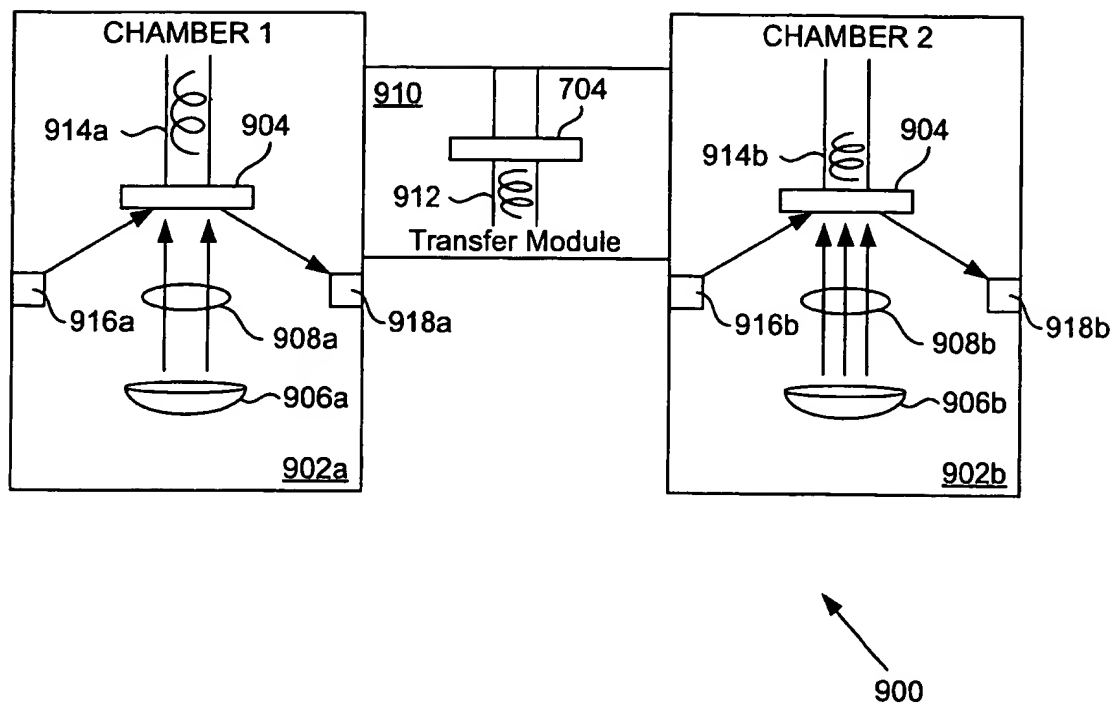 CHAMBER 1
CHAMBER 2
910
704
914a
904
914b
904
912
Transfer Module
916a
918a
916b
918b
908a
908b
906a
906b
902a
902b
900